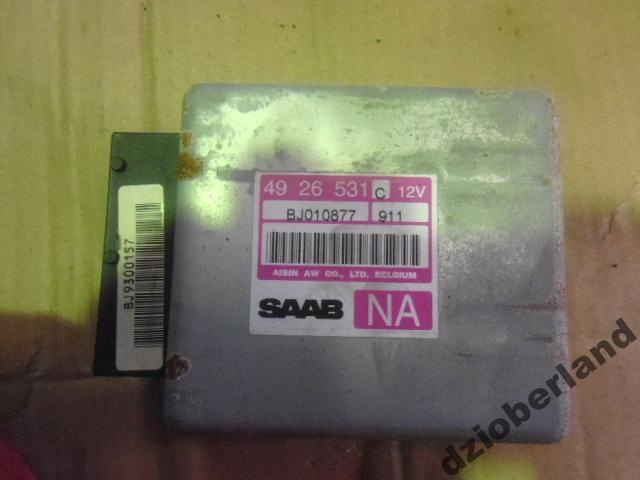 49 26 531 C 12V
BJ010877 911
AISIN AW CO., LTD. BELGIUM
SAAB NA
BJ9300157
dzioberland